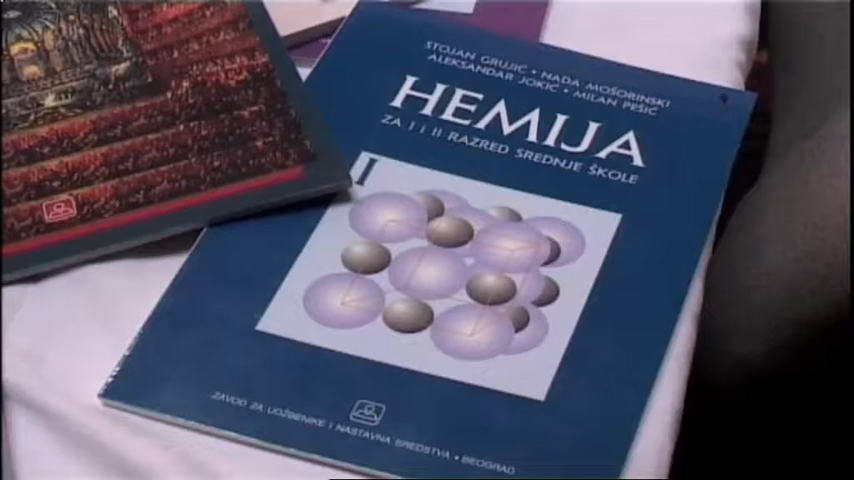 STOJAN GRUJIĆ • NADA MOŠORINSKI
ALEKSANDAR JOKIĆ • MILAN PEŠIĆ
HEMIJA
ZA I i II RAZRED SREDNJE ŠKOLE
I
ZAVOD ZA UDŽBENIKE I NASTAVNA SREDSTVA • BEOGRAD